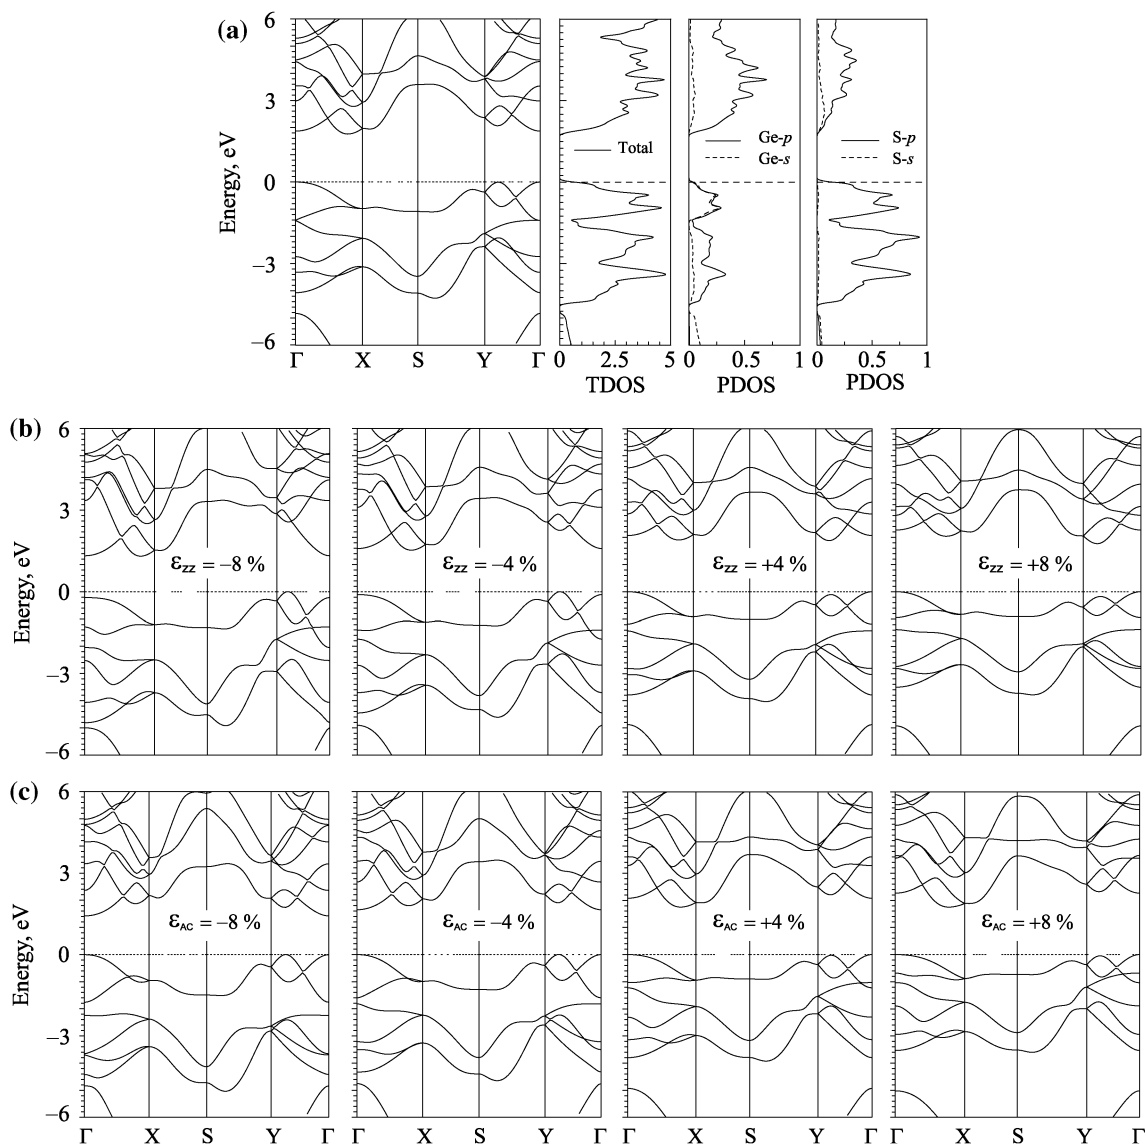 (a)
6
3
0
−3
−6
Energy, eV
Γ X S Y Γ
Total
0 2.5 5
TDOS
Ge-p
Ge-s
0 0.5 1
PDOS
S-p
S-s
0 0.5 1
PDOS
(b)
6
3
0
−3
−6
Energy, eV
εZZ = −8 %
εZZ = −4 %
εZZ = +4 %
εZZ = +8 %
(c)
6
3
0
−3
−6
Energy, eV
εAC = −8 %
εAC = −4 %
εAC = +4 %
εAC = +8 %
Γ X S Y Γ
Γ X S Y Γ
Γ X S Y Γ
Γ X S Y Γ